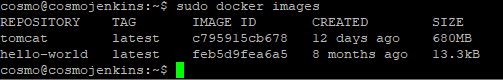 cosmo@cosmojenkins:~$ sudo docker images
REPOSITORY TAG IMAGE ID CREATED SIZE
tomcat latest c795915cb678 12 days ago 680MB
hello-world latest feb5d9fea6a5 8 months ago 13.3kB
cosmo@cosmojenkins:~$